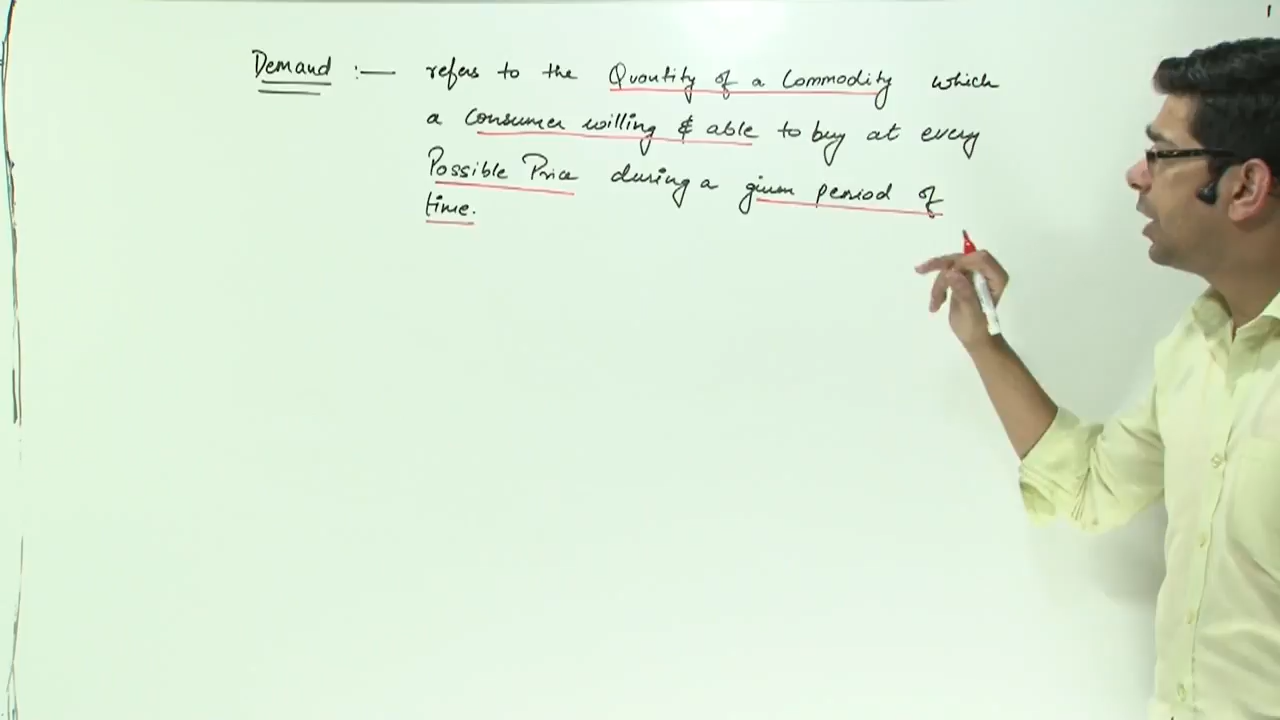 Demand :— refers to the Quantity of a Commodity which
a consumer willing & able to buy at every
Possible Price during a given period of
time.